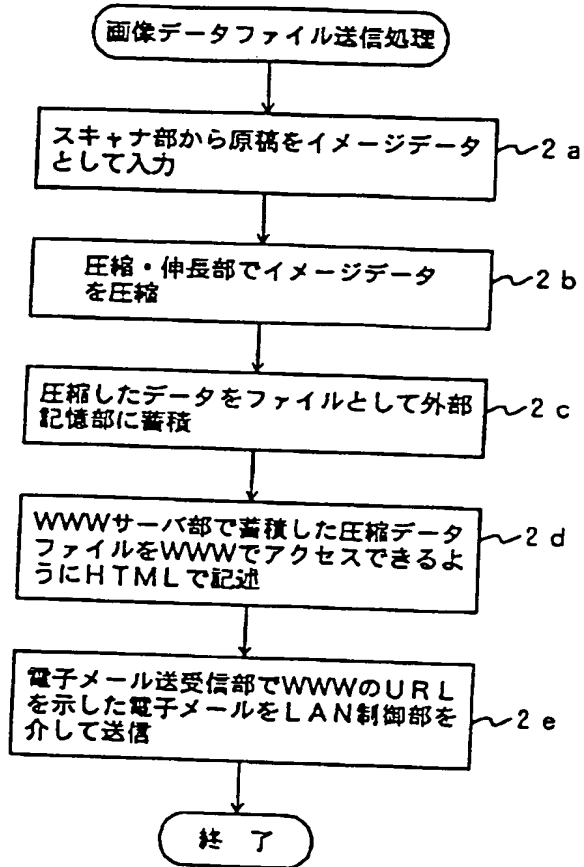 画像データファイル送信処理
スキャナ部から原稿をイメージデータ
として入力
2a
圧縮・伸長部でイメージデータ
を圧縮
2b
圧縮したデータをファイルとして外部
記憶部に蓄積
2c
WWWサーバ部で蓄積した圧縮データ
ファイルをWWWでアクセスできるよ
うにHTMLで記述
2d
電子メール送受信部でWWWのURL
を示した電子メールをLAN制御部を
介して送信
2e
終了